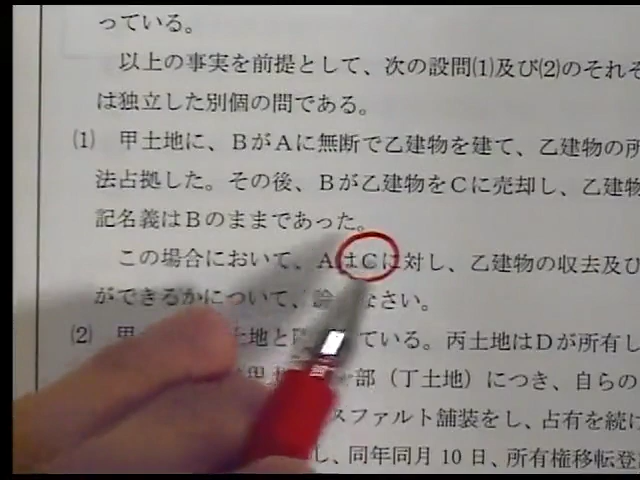 っている。
以上の事実を前提として、次の設問(1)及び(2)のそれぞ
は独立した別個の問である。
(1) 甲土地に、BがAに無断で乙建物を建て、乙建物の所
法占拠した。その後、Bが乙建物をCに売却し、乙建物
記名義はBのままであった。
この場合において、AはCに対し、乙建物の収去及び
ができるかについて、論 なさい。
(2) 甲 土地と ている。丙土地はDが所有し
部(丁土地)につき、自らの
スファルト舗装をし、占有を続け
し、同年同月10日、所有権移転登